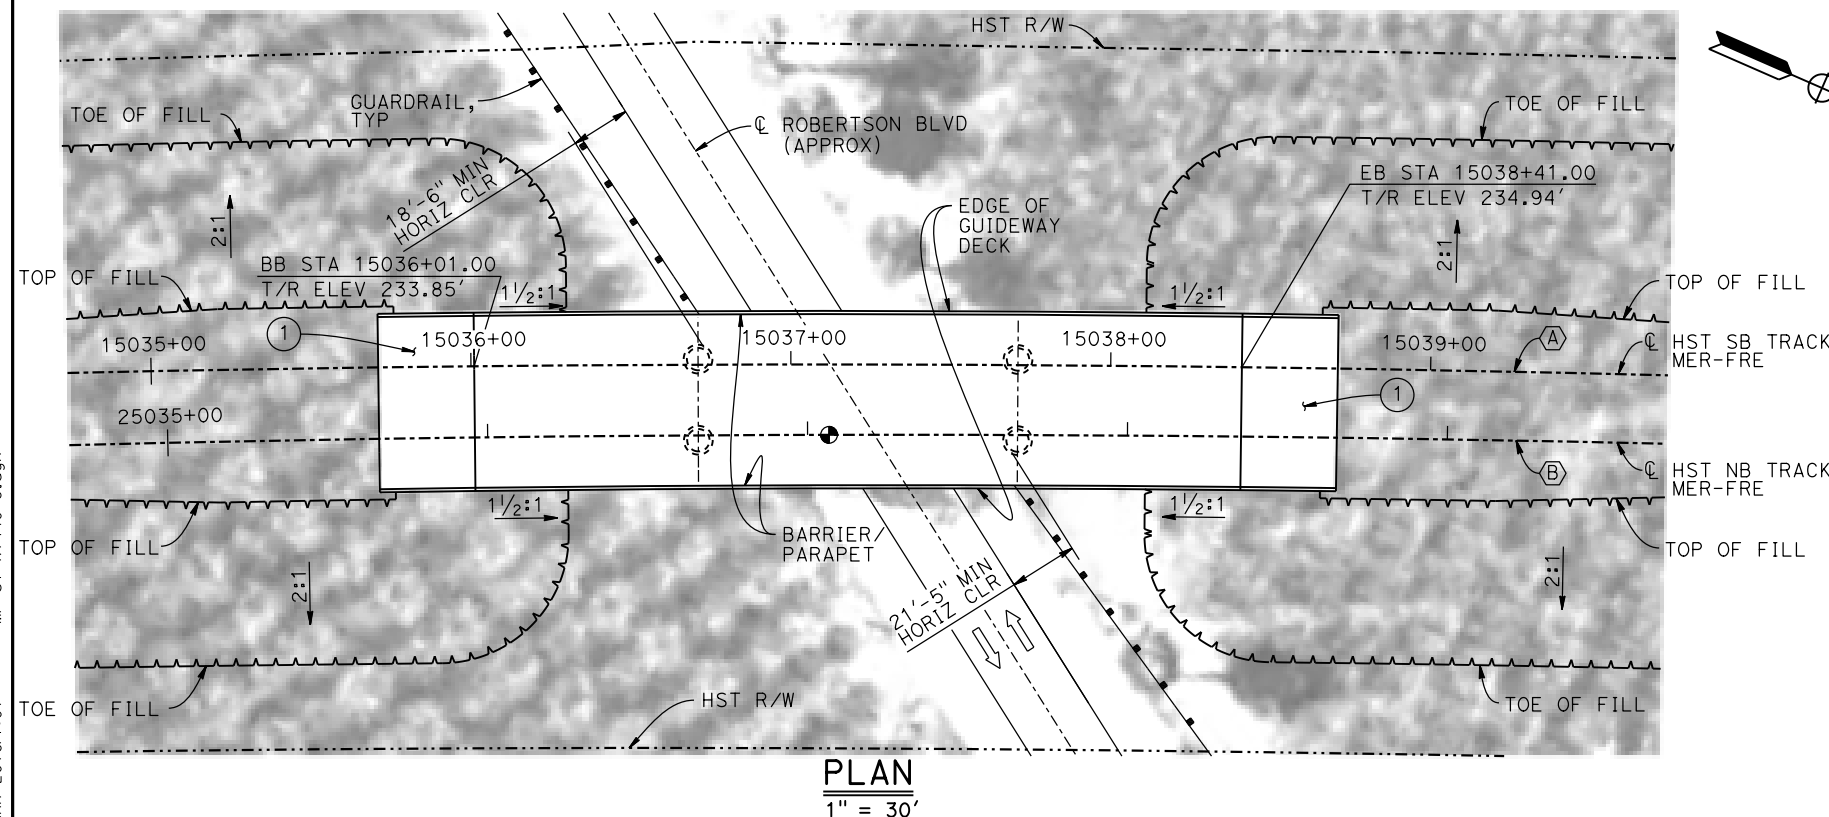 HST R/W
TOE OF FILL
GUARDRAIL,
TYP
℄ ROBERTSON BLVD
(APPROX)
TOE OF FILL
18'-6" MIN
HORIZ CLR
EB STA 15038+41.00
T/R ELEV 234.94'
2:1
EDGE OF
GUIDEWAY
DECK
2:1
BB STA 15036+01.00
T/R ELEV 233.85'
TOP OF FILL
1½:1
1½:1
TOP OF FILL
1
15035+00
15036+00
15037+00
15038+00
15039+00
A
℄ HST SB TRACK
MER-FRE
1
25035+00
B
℄ HST NB TRACK
MER-FRE
1½:1
1½:1
TOP OF FILL
BARRIER/
PARAPET
TOP OF FILL
2:1
21'-5" MIN
HORIZ CLR
2:1
TOE OF FILL
HST R/W
TOE OF FILL
PLAN
1" = 30'